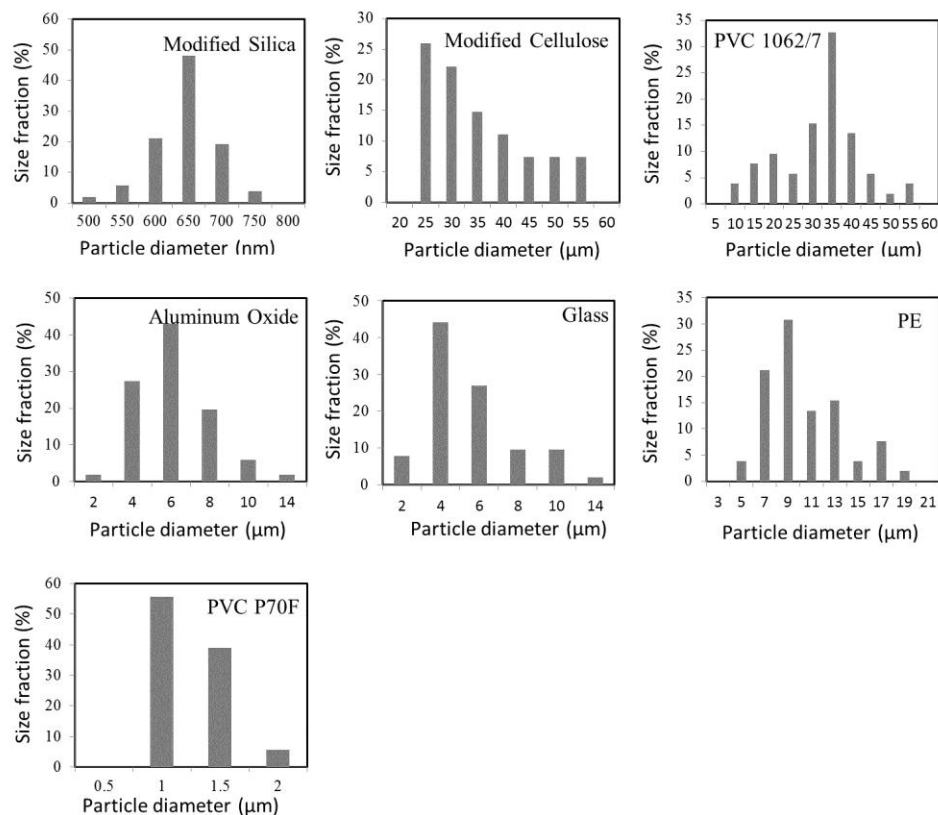 60
50
40
30
20
10
0
Size fraction (%)
Modified Silica
500 550 600 650 700 750 800
Particle diameter (nm)
30
25
20
15
10
5
0
Size fraction (%)
Modified Cellulose
20 25 30 35 40 45 50 55 60
Particle diameter (μm)
35
30
25
20
15
10
5
0
Size fraction (%)
PVC 1062/7
5 10 15 20 25 30 35 40 45 50 55 60
Particle diameter (μm)
50
40
30
20
10
0
Size fraction (%)
Aluminum Oxide
2 4 6 8 10 14
Particle diameter (μm)
50
40
30
20
10
0
Size fraction (%)
Glass
2 4 6 8 10 14
Particle diameter (μm)
35
30
25
20
15
10
5
0
Size fraction (%)
PE
3 5 7 9 11 13 15 17 19 21
Particle diameter (μm)
60
50
40
30
20
10
0
Size fraction (%)
PVC P70F
0.5 1 1.5 2
Particle diameter (μm)